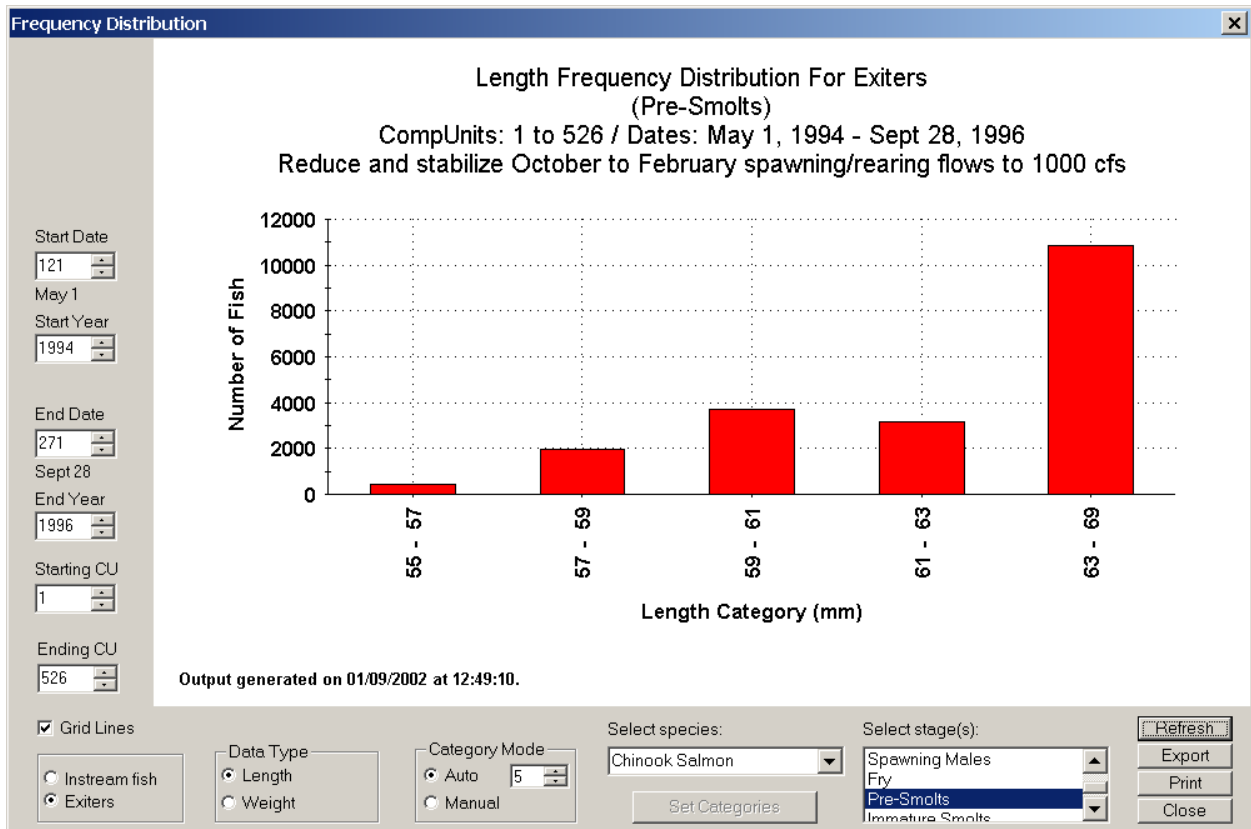 Frequency Distribution
Length Frequency Distribution For Exiters
(Pre-Smolts)
CompUnits: 1 to 526 / Dates: May 1, 1994 - Sept 28, 1996
Reduce and stabilize October to February spawning/rearing flows to 1000 cfs
Start Date
121
May 1
Start Year
1994
End Date
271
Sept 28
End Year
1996
Starting CU
1
Ending CU
526
Number of Fish
12000
10000
8000
6000
4000
2000
0
55 - 57
57 - 59
59 - 61
61 - 63
63 - 69
Length Category (mm)
Output generated on 01/09/2002 at 12:49:10.
Grid Lines
Instream fish
Exiters
Data Type
Length
Weight
Category Mode
Auto 5
Manual
Select species:
Chinook Salmon
Set Categories
Select stage(s):
Spawning Males
Fry
Pre-Smolts
Immature Smolts
Refresh
Export
Print
Close